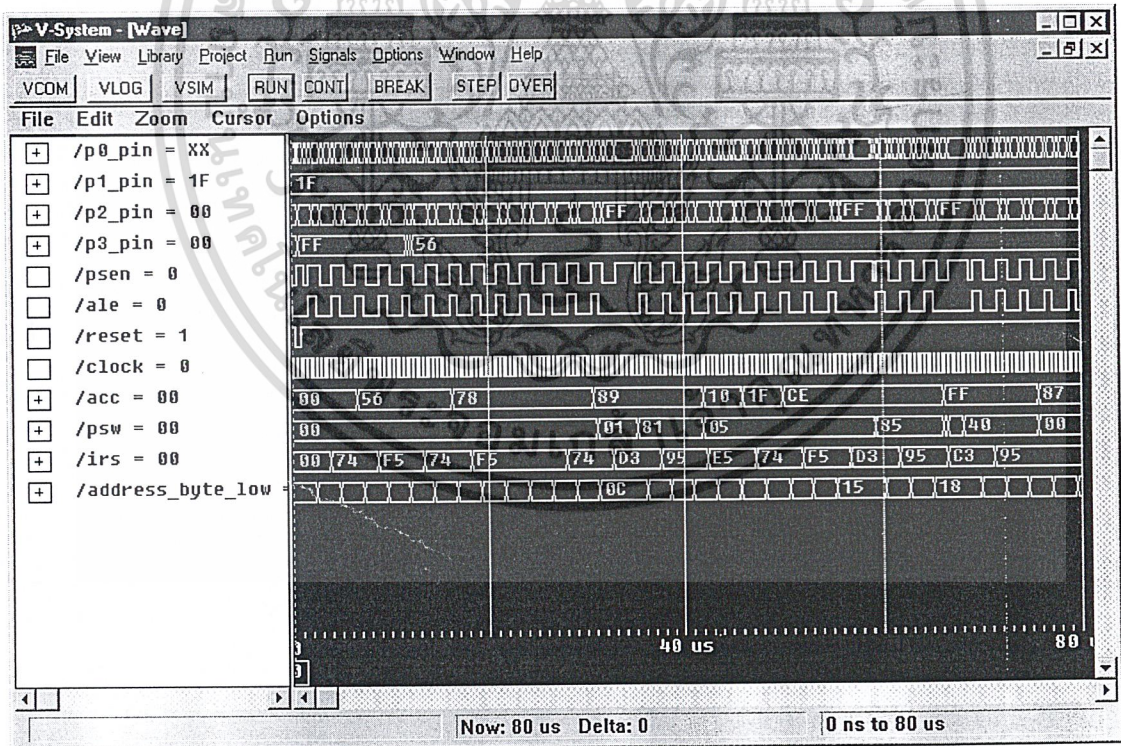 V-System - [Wave]
File View Library Project Run Signals Options Window Help
VCOM VLOG VSIM RUN CONT BREAK STEP OVER
File Edit Zoom Cursor Options
/p0_pin = XX
/p1_pin = 1F 1F
/p2_pin = 00 FF FF FF
/p3_pin = 00 FF 56
/psen = 0
/ale = 0
/reset = 1
/clock = 0
/acc = 00 00 56 78 89 10 1F CE FF 87
/psw = 00 00 01 81 05 85 40 00
/irs = 00 00 74 F5 74 F5 74 D3 95 E5 74 F5 D3 95 C3 95
/address_byte_low = 0C 15 18
40 us 80
Now: 80 us Delta: 0 0 ns to 80 us